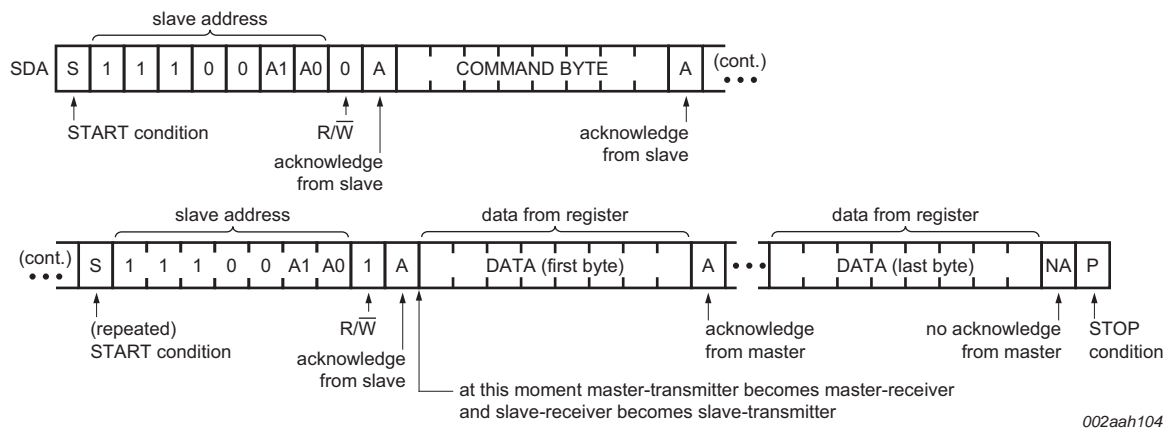 slave address
SDA S 1 1 1 0 0 A1 A0 0 A COMMAND BYTE A (cont.)
START condition
R/W̅
acknowledge
from slave
acknowledge
from slave
slave address
data from register
data from register
(cont.) S 1 1 1 0 0 A1 A0 1 A DATA (first byte) A DATA (last byte) NA P
(repeated)
START condition
R/W̅
acknowledge
from slave
acknowledge
from master
no acknowledge
from master
STOP
condition
at this moment master-transmitter becomes master-receiver
and slave-receiver becomes slave-transmitter
002aah104